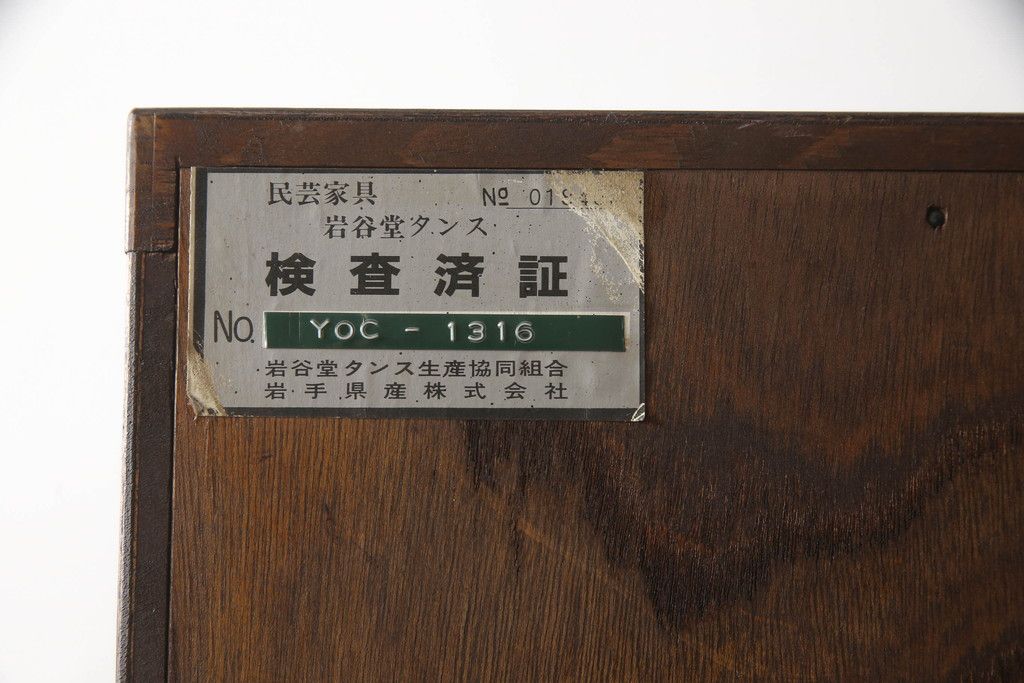 民芸家具 № 0194
岩谷堂タンス
検査済証
NO. YOC - 1316
岩谷堂タンス生産協同組合
岩手県産株式会社